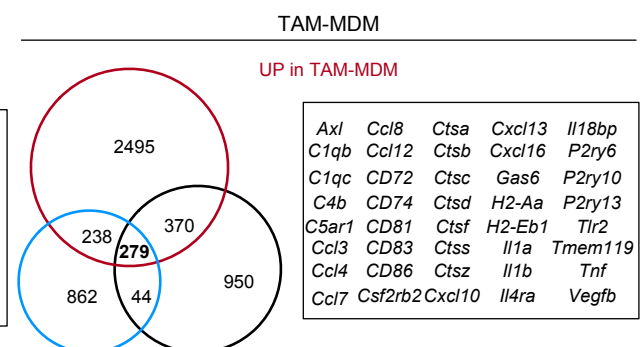 TAM-MDM
UP in TAM-MDM
2495
238
370
279
862
44
950
Axl Ccl8 Ctsa Cxcl13 Il18bp
C1qb Ccl12 Ctsb Cxcl16 P2ry6
C1qc CD72 Ctsc Gas6 P2ry10
C4b CD74 Ctsd H2-Aa P2ry13
C5ar1 CD81 Ctsf H2-Eb1 Tlr2
Ccl3 CD83 Ctss Il1a Tmem119
Ccl4 CD86 Ctsz Il1b Tnf
Ccl7 Csf2rb2 Cxcl10 Il4ra Vegfb